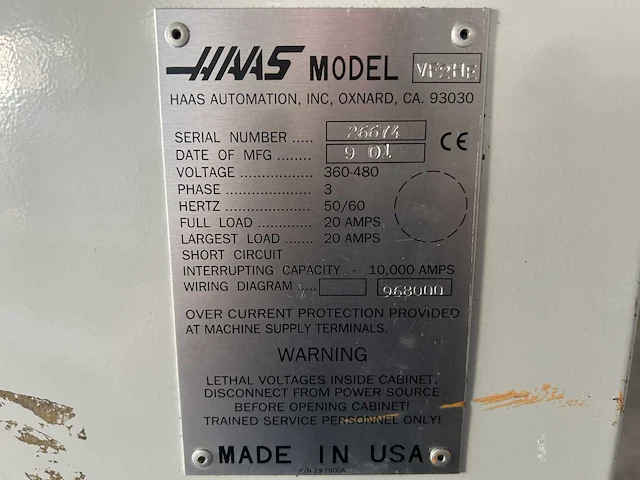 HAAS MODEL VF2HE
HAAS AUTOMATION, INC, OXNARD, CA. 93030
SERIAL NUMBER ..... 26674
DATE OF MFG ........ 9 01
VOLTAGE ................. 360-480
PHASE ...................... 3
HERTZ .................... 50/60
FULL LOAD ............. 20 AMPS
LARGEST LOAD ....... 20 AMPS
SHORT CIRCUIT
INTERRUPTING CAPACITY - 10,000 AMPS
WIRING DIAGRAM ..... 968000
CE
OVER CURRENT PROTECTION PROVIDED
AT MACHINE SUPPLY TERMINALS.
WARNING
LETHAL VOLTAGES INSIDE CABINET.
DISCONNECT FROM POWER SOURCE
BEFORE OPENING CABINET!
TRAINED SERVICE PERSONNEL ONLY!
MADE IN USA
P/N 29-7900A